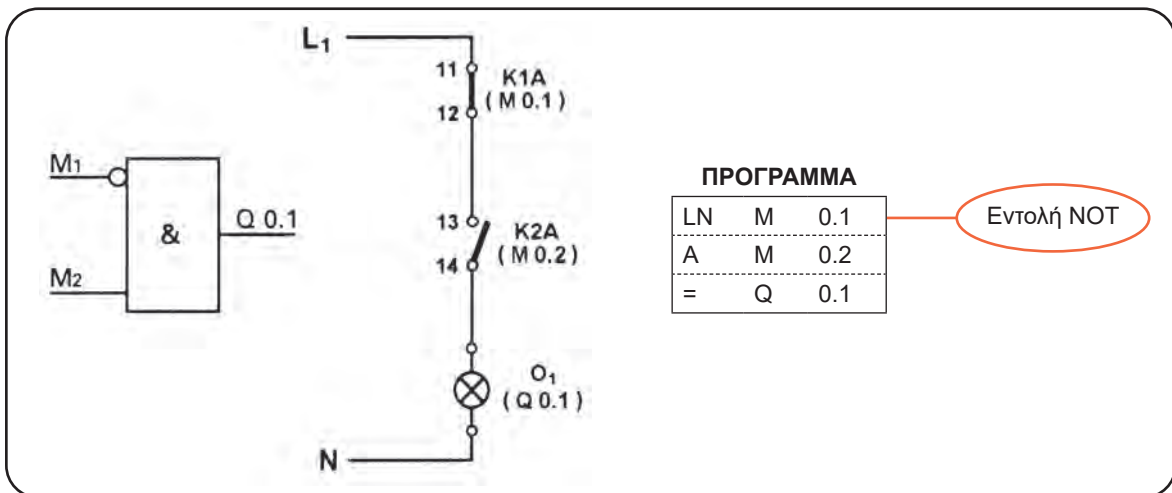 L1
11
K1A
( M 0.1 )
12
M1
&
Q 0.1
M2
13
K2A
( M 0.2 )
14
O1
( Q 0.1 )
N
ΠΡΟΓΡΑΜΜΑ
LN M 0.1
A M 0.2
= Q 0.1
Εντολή NOT